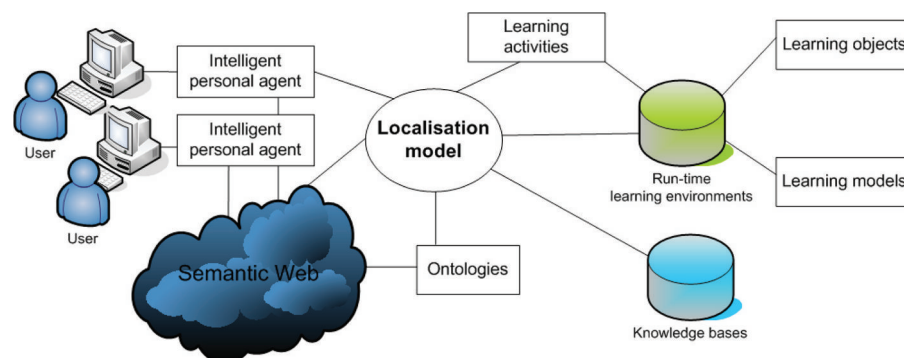 Learning
activities
Learning objects
Intelligent
personal agent
User
Intelligent
personal agent
User
Localisation
model
Run-time
learning environments
Learning models
Semantic Web
Ontologies
Knowledge bases